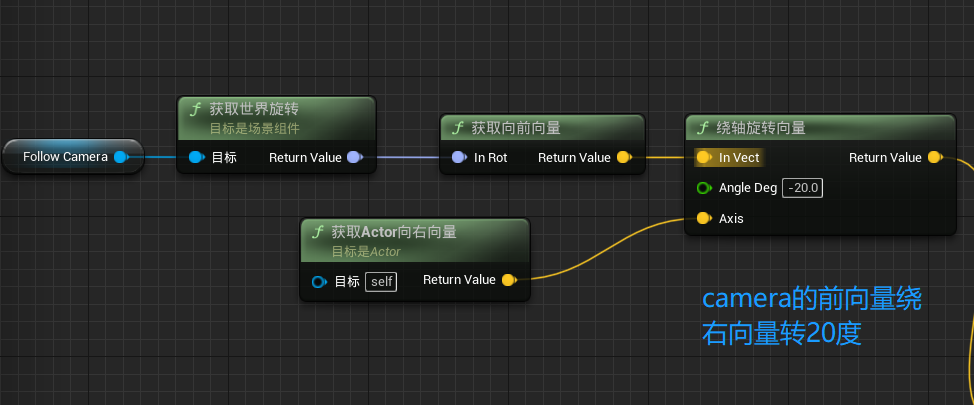 获取世界旋转
目标是场景组件
Follow Camera
目标
Return Value
获取向前向量
In Rot
Return Value
绕轴旋转向量
In Vect
Return Value
Angle Deg
-20.0
Axis
获取Actor向右向量
目标是Actor
目标
self
Return Value
camera的前向量绕
右向量转20度